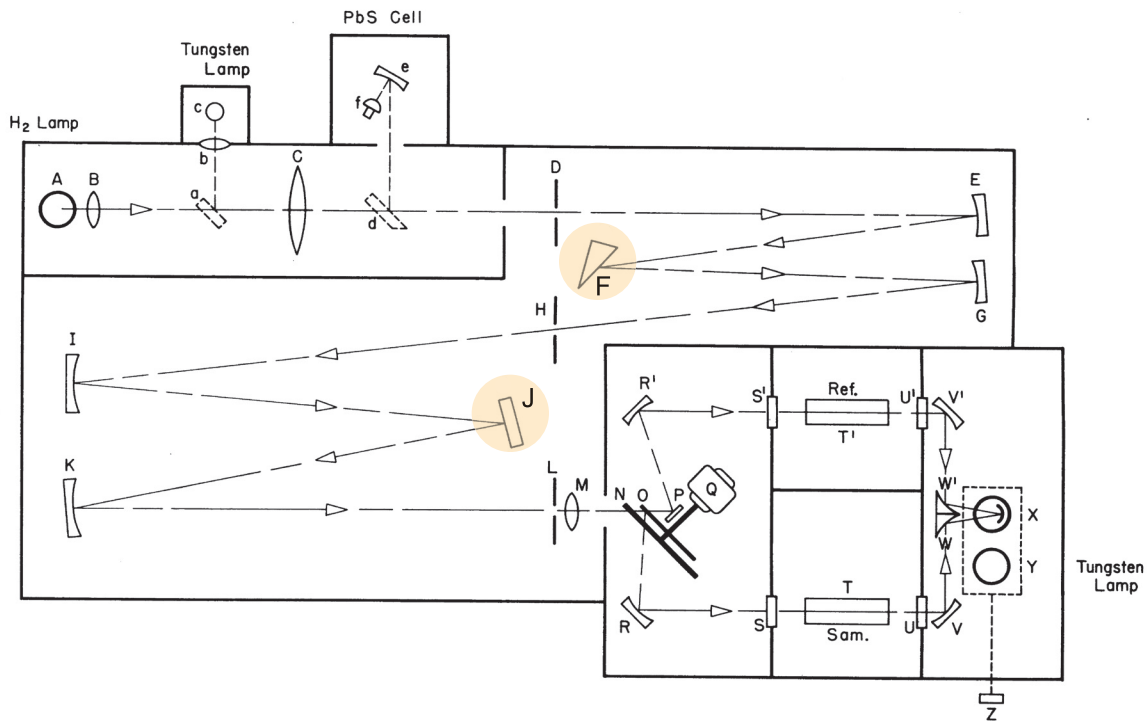 PbS Cell
Tungsten
Lamp
H₂ Lamp
c
b
e
f
A
B
a
C
d
D
E
F
G
H
I
J
K
L
M
N
O
P
Q
R'
S'
Ref.
T'
U'
V'
W'
X
W
Y
Tungsten
Lamp
R
S
T
Sam.
U
V
Z